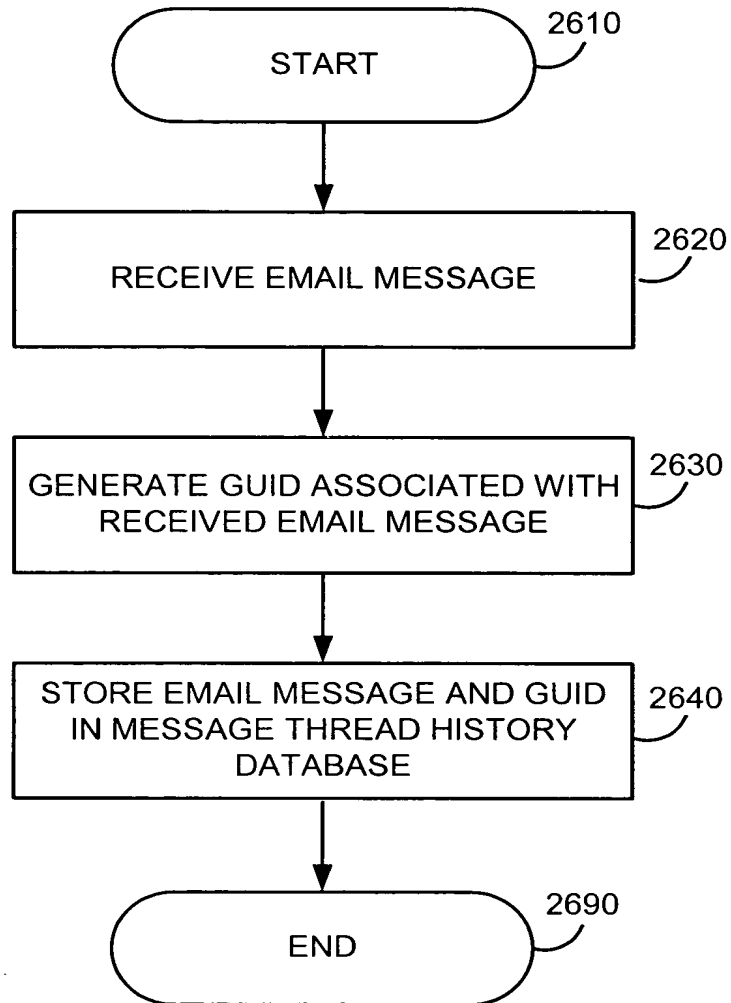 2610
START
2620
RECEIVE EMAIL MESSAGE
2630
GENERATE GUID ASSOCIATED WITH
RECEIVED EMAIL MESSAGE
2640
STORE EMAIL MESSAGE AND GUID
IN MESSAGE THREAD HISTORY
DATABASE
2690
END